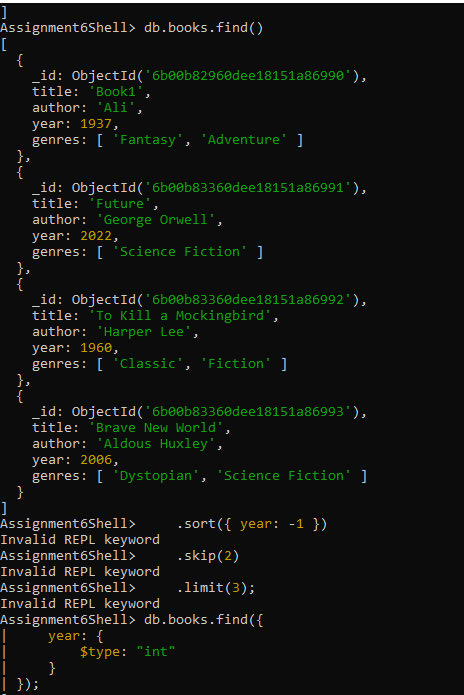 ]
Assignment6Shell> db.books.find()
[
  {
    _id: ObjectId('6b00b82960dee18151a86990'),
    title: 'Book1',
    author: 'Ali',
    year: 1937,
    genres: [ 'Fantasy', 'Adventure' ]
  },
  {
    _id: ObjectId('6b00b83360dee18151a86991'),
    title: 'Future',
    author: 'George Orwell',
    year: 2022,
    genres: [ 'Science Fiction' ]
  },
  {
    _id: ObjectId('6b00b83360dee18151a86992'),
    title: 'To Kill a Mockingbird',
    author: 'Harper Lee',
    year: 1960,
    genres: [ 'Classic', 'Fiction' ]
  },
  {
    _id: ObjectId('6b00b83360dee18151a86993'),
    title: 'Brave New World',
    author: 'Aldous Huxley',
    year: 2006,
    genres: [ 'Dystopian', 'Science Fiction' ]
  }
]
Assignment6Shell>     .sort({ year: -1 })
Invalid REPL keyword
Assignment6Shell>     .skip(2)
Invalid REPL keyword
Assignment6Shell>     .limit(3);
Invalid REPL keyword
Assignment6Shell> db.books.find({
|     year: {
|         $type: "int"
|     }
| });